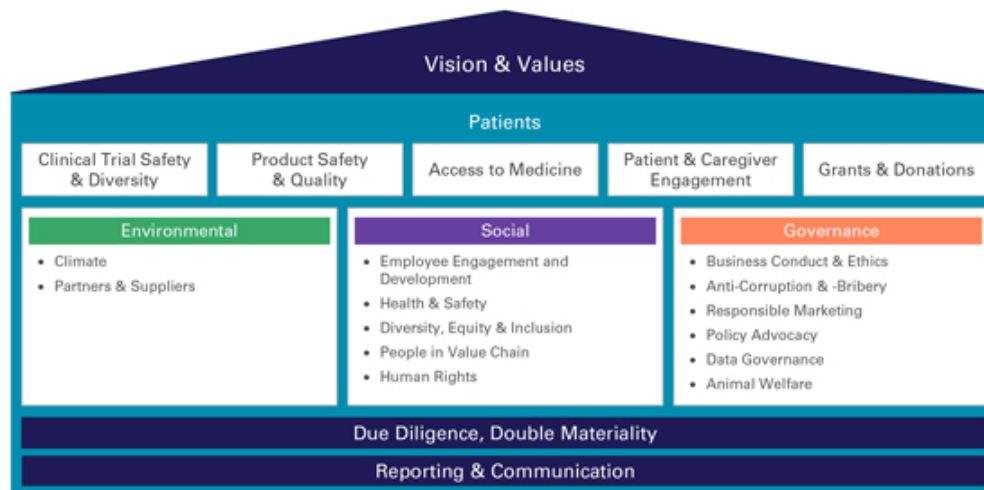 Vision & Values
Patients
Clinical Trial Safety
& Diversity
Product Safety
& Quality
Access to Medicine
Patient & Caregiver
Engagement
Grants & Donations
Environmental
• Climate
• Partners & Suppliers
Social
• Employee Engagement and
Development
• Health & Safety
• Diversity, Equity & Inclusion
• People in Value Chain
• Human Rights
Governance
• Business Conduct & Ethics
• Anti-Corruption & -Bribery
• Responsible Marketing
• Policy Advocacy
• Data Governance
• Animal Welfare
Due Diligence, Double Materiality
Reporting & Communication